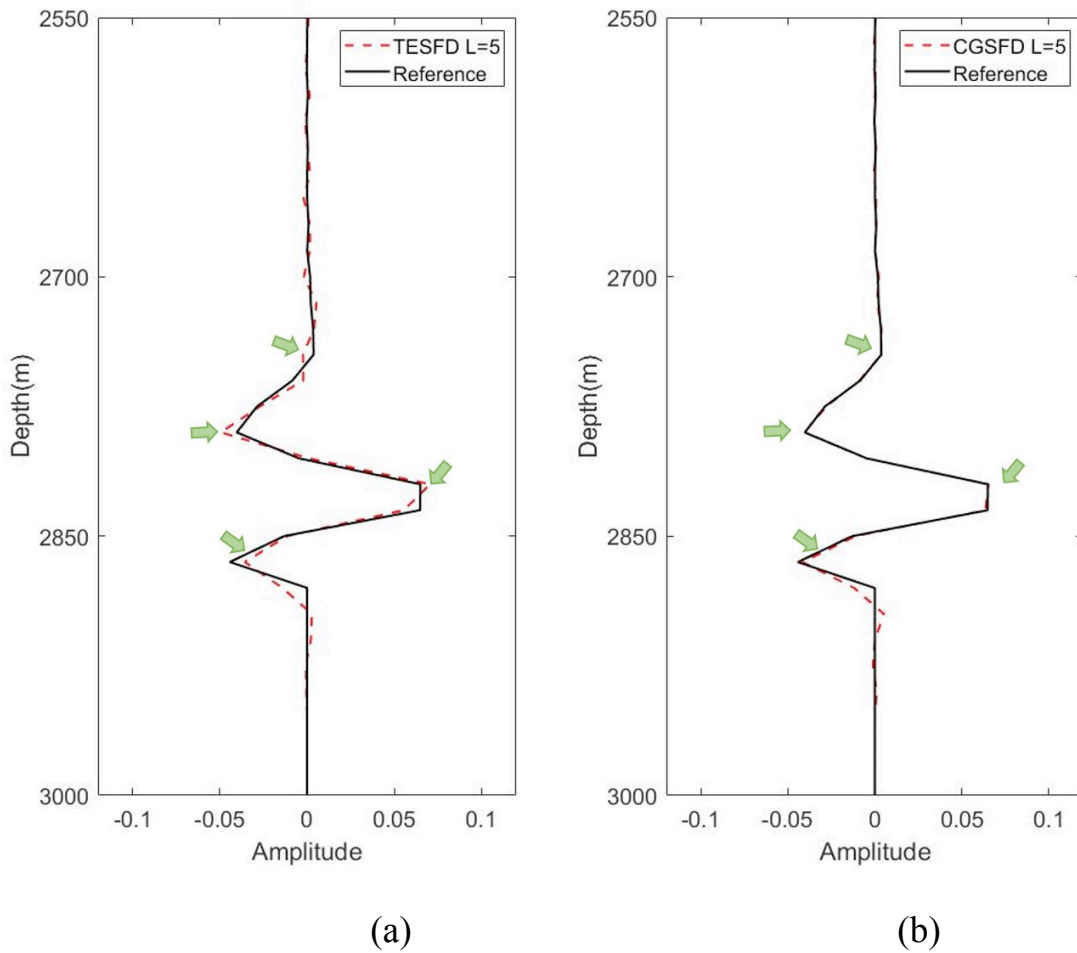 2550
2700
2850
3000
Depth(m)
-0.1 -0.05 0 0.05 0.1
Amplitude
TESFD L=5
Reference
(a)
2550
2700
2850
3000
Depth(m)
-0.1 -0.05 0 0.05 0.1
Amplitude
CGSFD L=5
Reference
(b)